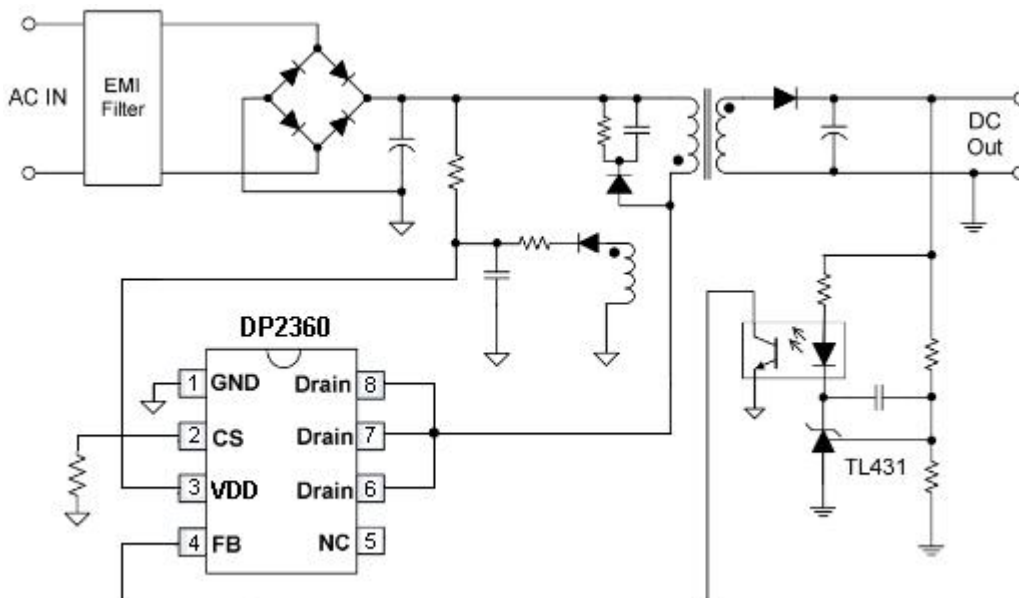 AC IN
EMI
Filter
DC
Out
DP2360
1 GND Drain 8
2 CS Drain 7
3 VDD Drain 6
4 FB NC 5
TL431